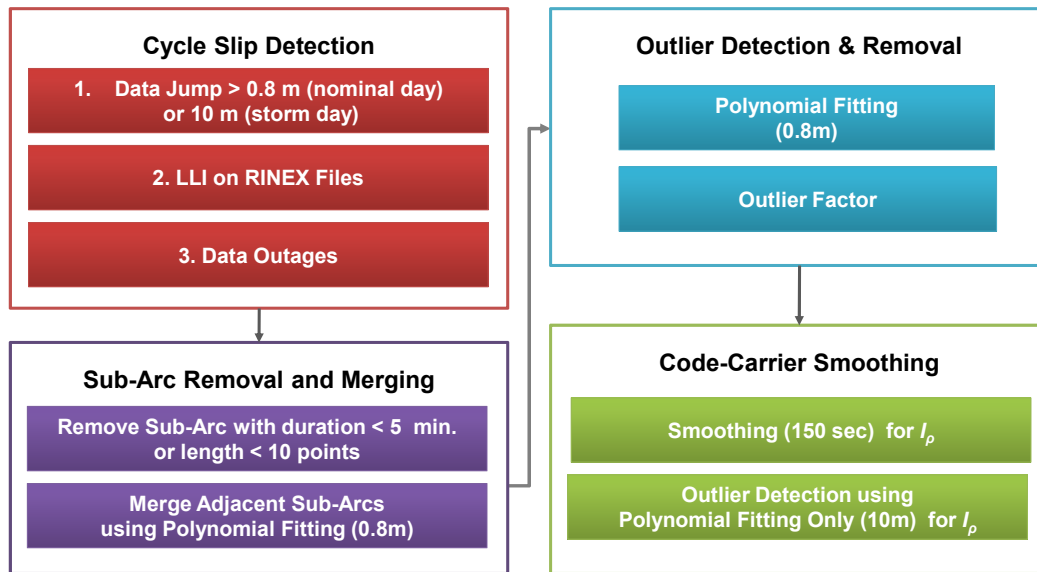 Cycle Slip Detection
1. Data Jump > 0.8 m (nominal day)
or 10 m (storm day)
2. LLI on RINEX Files
3. Data Outages
Sub-Arc Removal and Merging
Remove Sub-Arc with duration < 5 min.
or length < 10 points
Merge Adjacent Sub-Arcs
using Polynomial Fitting (0.8m)
Outlier Detection & Removal
Polynomial Fitting
(0.8m)
Outlier Factor
Code-Carrier Smoothing
Smoothing (150 sec) for Iρ
Outlier Detection using
Polynomial Fitting Only (10m) for Iρ